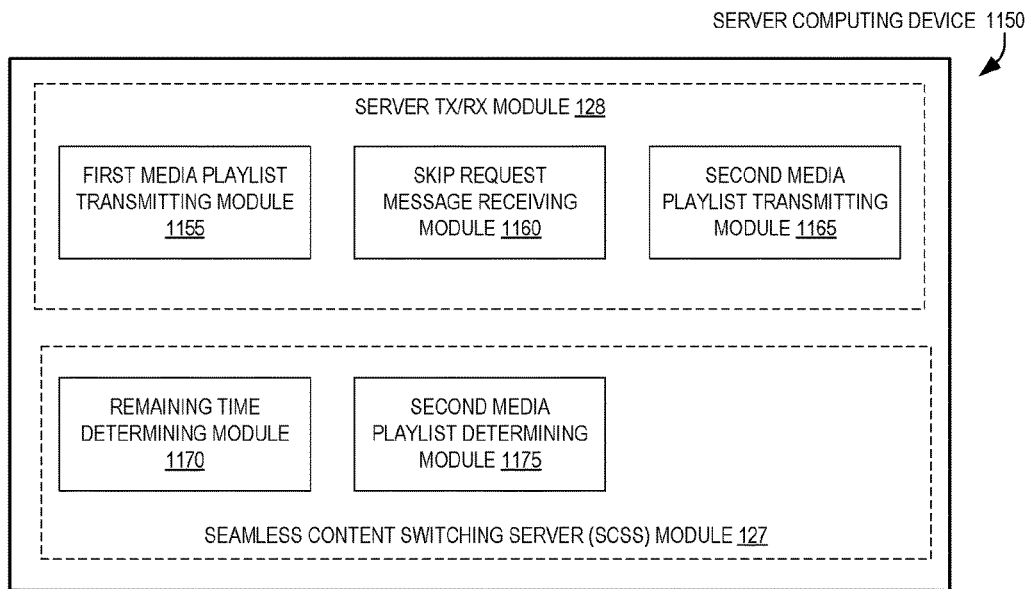 SERVER COMPUTING DEVICE 1150
SERVER TX/RX MODULE 128
FIRST MEDIA PLAYLIST
TRANSMITTING MODULE
1155
SKIP REQUEST
MESSAGE RECEIVING
MODULE 1160
SECOND MEDIA
PLAYLIST TRANSMITTING
MODULE 1165
REMAINING TIME
DETERMINING MODULE
1170
SECOND MEDIA
PLAYLIST DETERMINING
MODULE 1175
SEAMLESS CONTENT SWITCHING SERVER (SCSS) MODULE 127